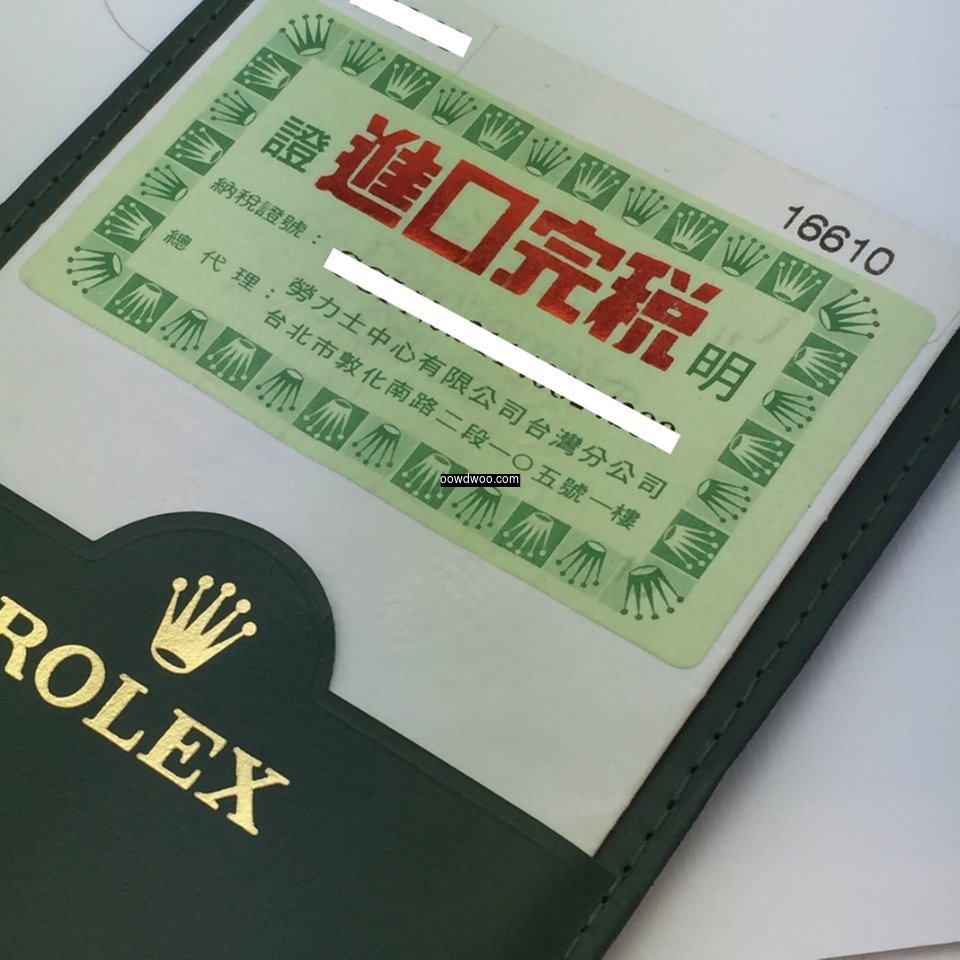 16610
證 進口完税 明
納稅證號：
總代理：勞力士中心有限公司台灣分公司
台北市敦化南路二段一〇五號一樓
oowdwoo.com
ROLEX